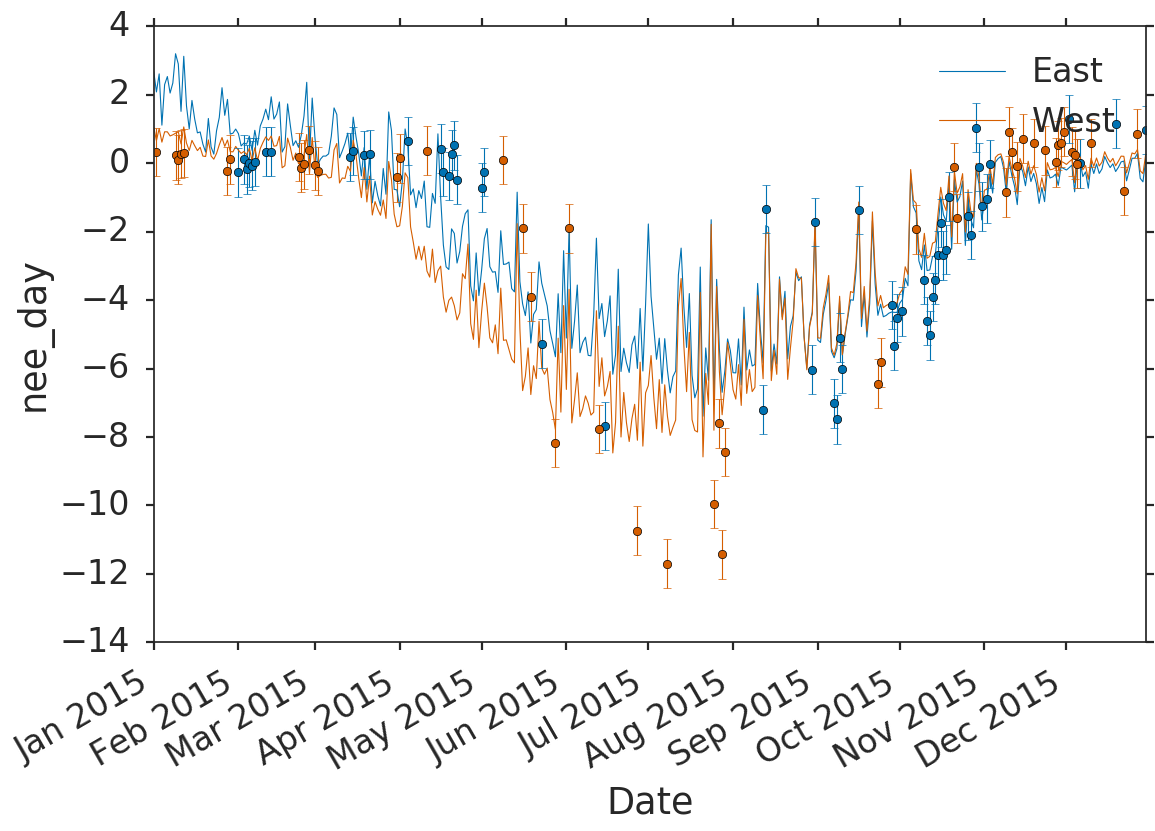 4
2
0
−2
−4
−6
−8
−10
−12
−14
nee_day
East
West
Jan 2015
Feb 2015
Mar 2015
Apr 2015
May 2015
Jun 2015
Jul 2015
Aug 2015
Sep 2015
Oct 2015
Nov 2015
Dec 2015
Date